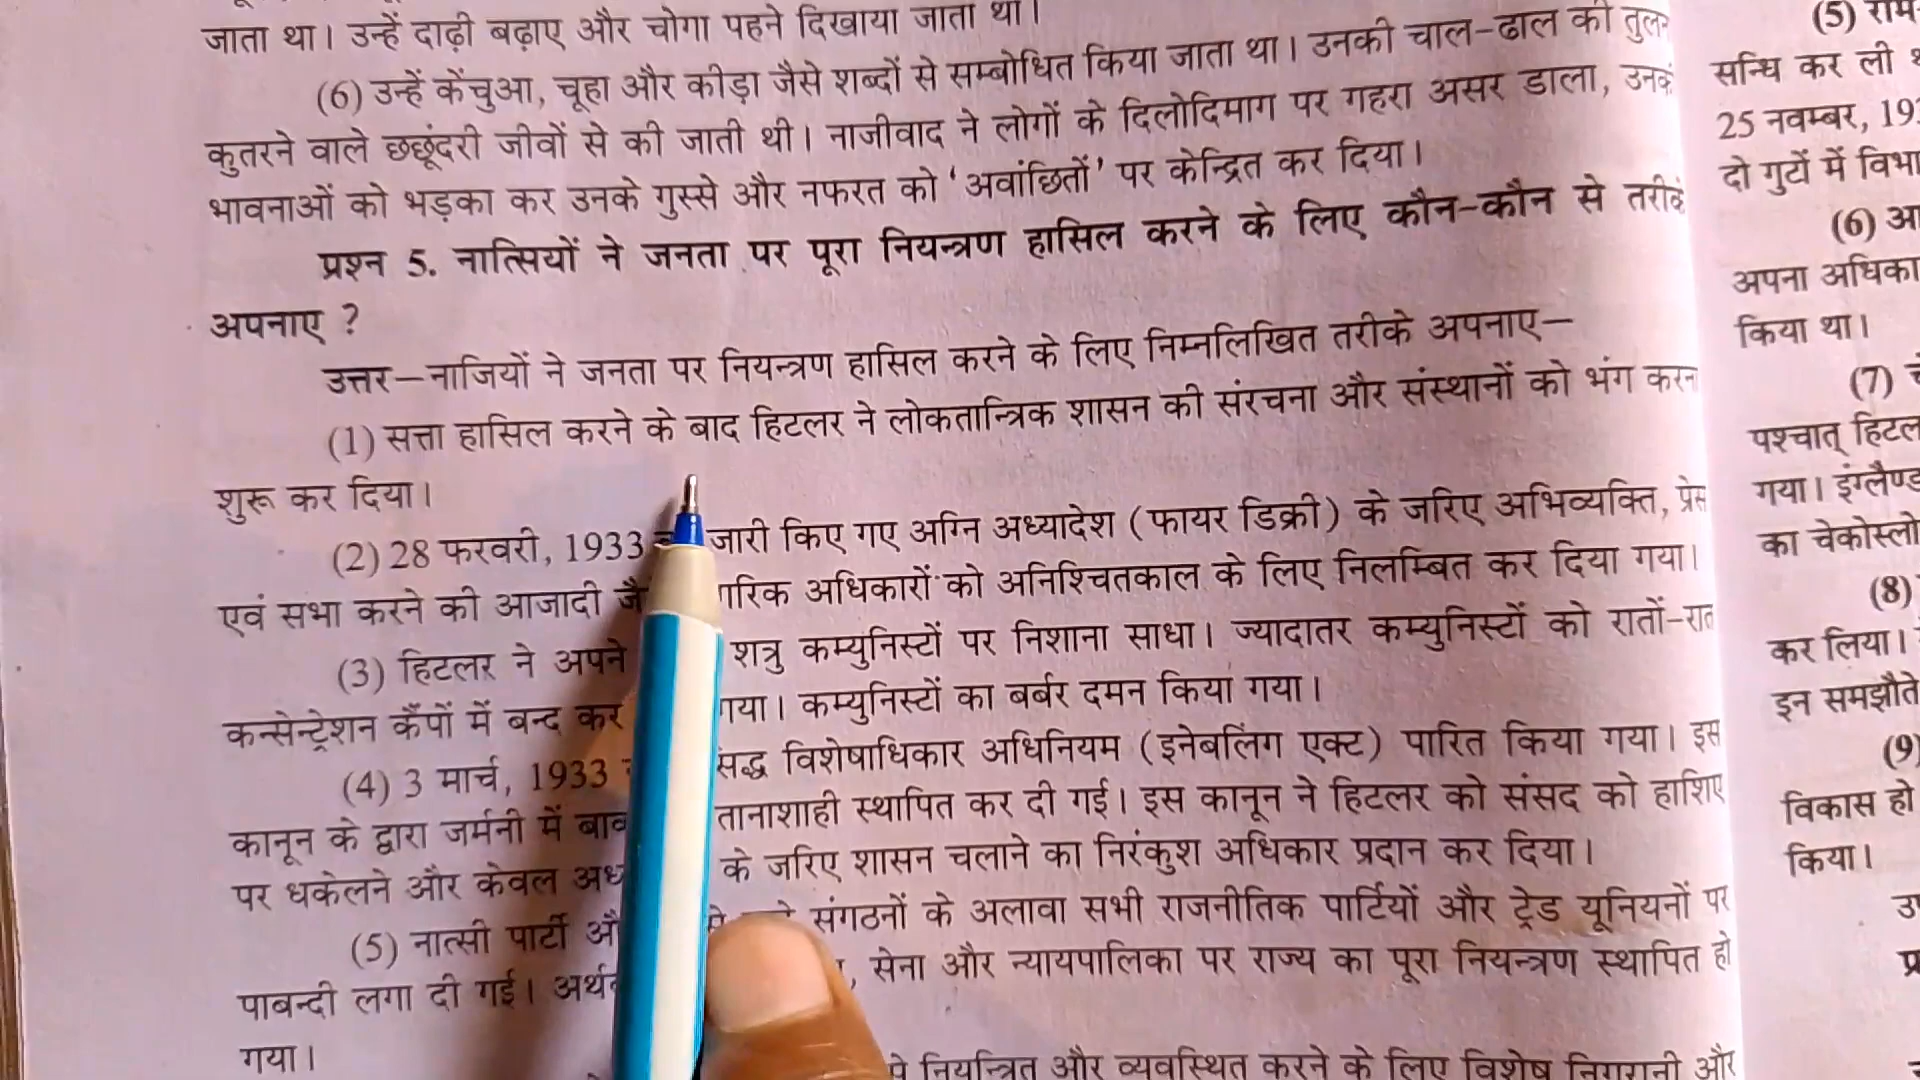 जाता था। उन्हें दाढ़ी बढ़ाए और चोगा पहने दिखाया जाता था।
(6) उन्हें केंचुआ, चूहा और कीड़ा जैसे शब्दों से सम्बोधित किया जाता था। उनकी चाल-ढाल की
कुतरने वाले छछूंदरी जीवों से की जाती थी। नाजीवाद ने लोगों के दिलोदिमाग पर गहरा असर डाला,
भावनाओं को भड़का कर उनके गुस्से और नफरत को 'अवांछितों' पर केन्द्रित कर दिया।
प्रश्न 5. नात्सियों ने जनता पर पूरा नियन्त्रण हासिल करने के लिए कौन-कौन से
अपनाए ?
उत्तर—नाजियों ने जनता पर नियन्त्रण हासिल करने के लिए निम्नलिखित तरीके अपनाए—
(1) सत्ता हासिल करने के बाद हिटलर ने लोकतान्त्रिक शासन की संरचना और संस्थानों को भंग करना
शुरू कर दिया।
(2) 28 फरवरी, 1933 जारी किए गए अग्नि अध्यादेश (फायर डिक्री) के जरिए अभिव्यक्ति, प्रेस
एवं सभा करने की आजादी अधिकारों को अनिश्चितकाल के लिए निलम्बित कर दिया गया।
(3) हिटलर ने अपने शत्रु कम्युनिस्टों पर निशाना साधा। ज्यादातर कम्युनिस्टों को रातों-रात
कन्सेन्ट्रेशन कैंपों में बन्द कर गया। कम्युनिस्टों का बर्बर दमन किया गया।
(4) 3 मार्च, 1933 विशेषाधिकार अधिनियम (इनेबलिंग एक्ट) पारित किया गया। इस
कानून के द्वारा जर्मनी में तानाशाही स्थापित कर दी गई। इस कानून ने हिटलर को संसद को हाशिए
पर धकेलने और केवल के जरिए शासन चलाने का निरंकुश अधिकार प्रदान कर दिया।
(5) नात्सी पार्टी संगठनों के अलावा सभी राजनीतिक पार्टियों और ट्रेड यूनियनों पर
पाबन्दी लगा दी गई। सेना और न्यायपालिका पर राज्य का पूरा नियन्त्रण स्थापित हो
गया।
नियन्त्रित और व्यवस्थित करने के लिए विशेष निगरानी और
(5)
सन्धि कर ली
25 नवम्बर,
दो गुटों में
(6)
अपना
किया था।
(7)
पश्चात्
गया।
का
(8)
कर लिया।
इन समझौते
(9)
विकास हो
किया।